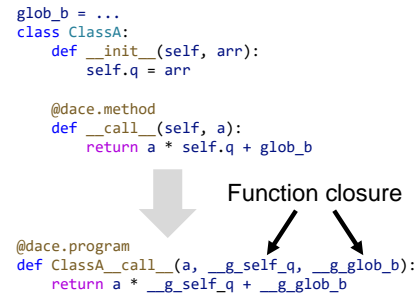 glob_b = ...
class ClassA:
    def __init__(self, arr):
        self.q = arr

    @dace.method
    def __call__(self, a):
        return a * self.q + glob_b
Function closure
@dace.program
def ClassA__call__(a, __g_self_q, __g_glob_b):
    return a * __g_self_q + __g_glob_b